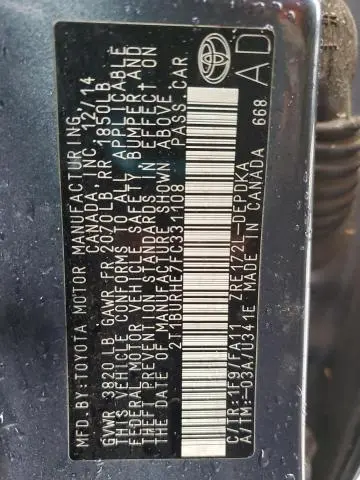 MFD.BY:TOYOTA MOTOR MANUFACTURING
CANADA, INC. 12/14
GVWR 3820LB GAWR FR 2070LB RR 1850LB
THIS VEHICLE CONFORMS TO ALL APPLICABLE
FEDERAL MOTOR VEHICLE SAFETY, BUMPER, AND
THEFT PREVENTION STANDARDS IN EFFECT ON
THE DATE OF MANUFACTURE SHOWN ABOVE.
2T1BURHE7FC331108 PASS CAR
C/TR:1F9/FA11 ZRE172L-DEPDKA
A/TM:-03A/U341E MADE IN CANADA 668
TOYOTA
AD